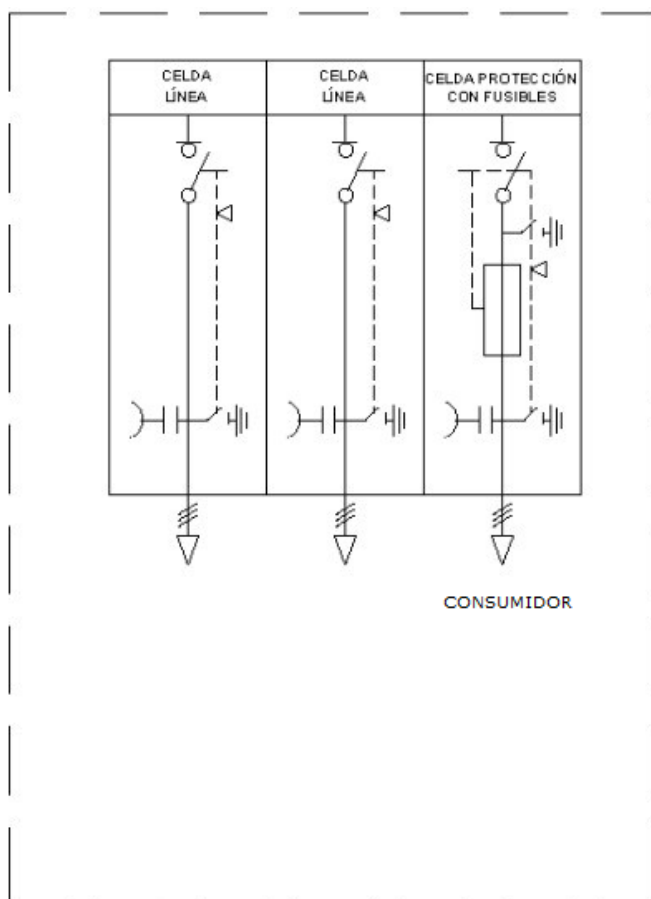 CELDA
LÍNEA
CELDA
LÍNEA
CELDA PROTECCIÓN
CON FUSIBLES
CONSUMIDOR